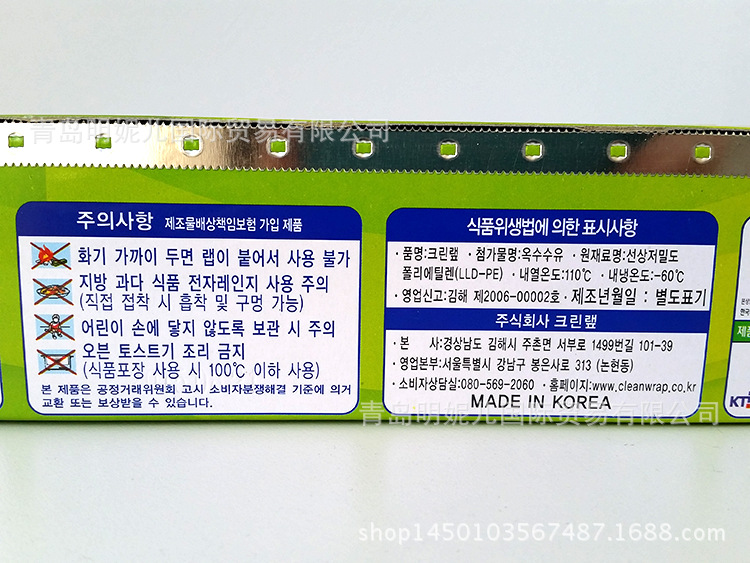 青岛明妮儿国际贸易有限公司
주의사항 제조물배상책임보험 가입 제품
화기 가까이 두면 랩이 붙어서 사용 불가
지방 과다 식품 전자레인지 사용 주의
(직접 접착 시 흡착 및 구멍 가능)
어린이 손에 닿지 않도록 보관 시 주의
오븐 토스트기 조리 금지
(식품포장 사용 시 100℃ 이하 사용)
본 제품은 공정거래위원회 고시 소비자분쟁해결 기준에 의거
교환 또는 보상받을 수 있습니다.
식품위생법에 의한 표시사항
·품명:크린랲 ·첨가물명:옥수수유 ·원재료명:선상저밀도
폴리에틸렌(LLD-PE) ·내열온도:110℃ ·내냉온도:-60℃
·영업신고:김해 제2006-00002호 ·제조년월일 : 별도표기
주식회사 크린랲
·본 사:경상남도 김해시 주촌면 서부로 1499번길 101-39
·영업본부:서울특별시 강남구 봉은사로 313 (논현동)
·소비자상담실:080-569-2060 ·홈페이지:www.cleanwrap.co.kr
MADE IN KOREA
青岛明妮儿国际贸易有限公司
제품
shop1450103567487.1688.com